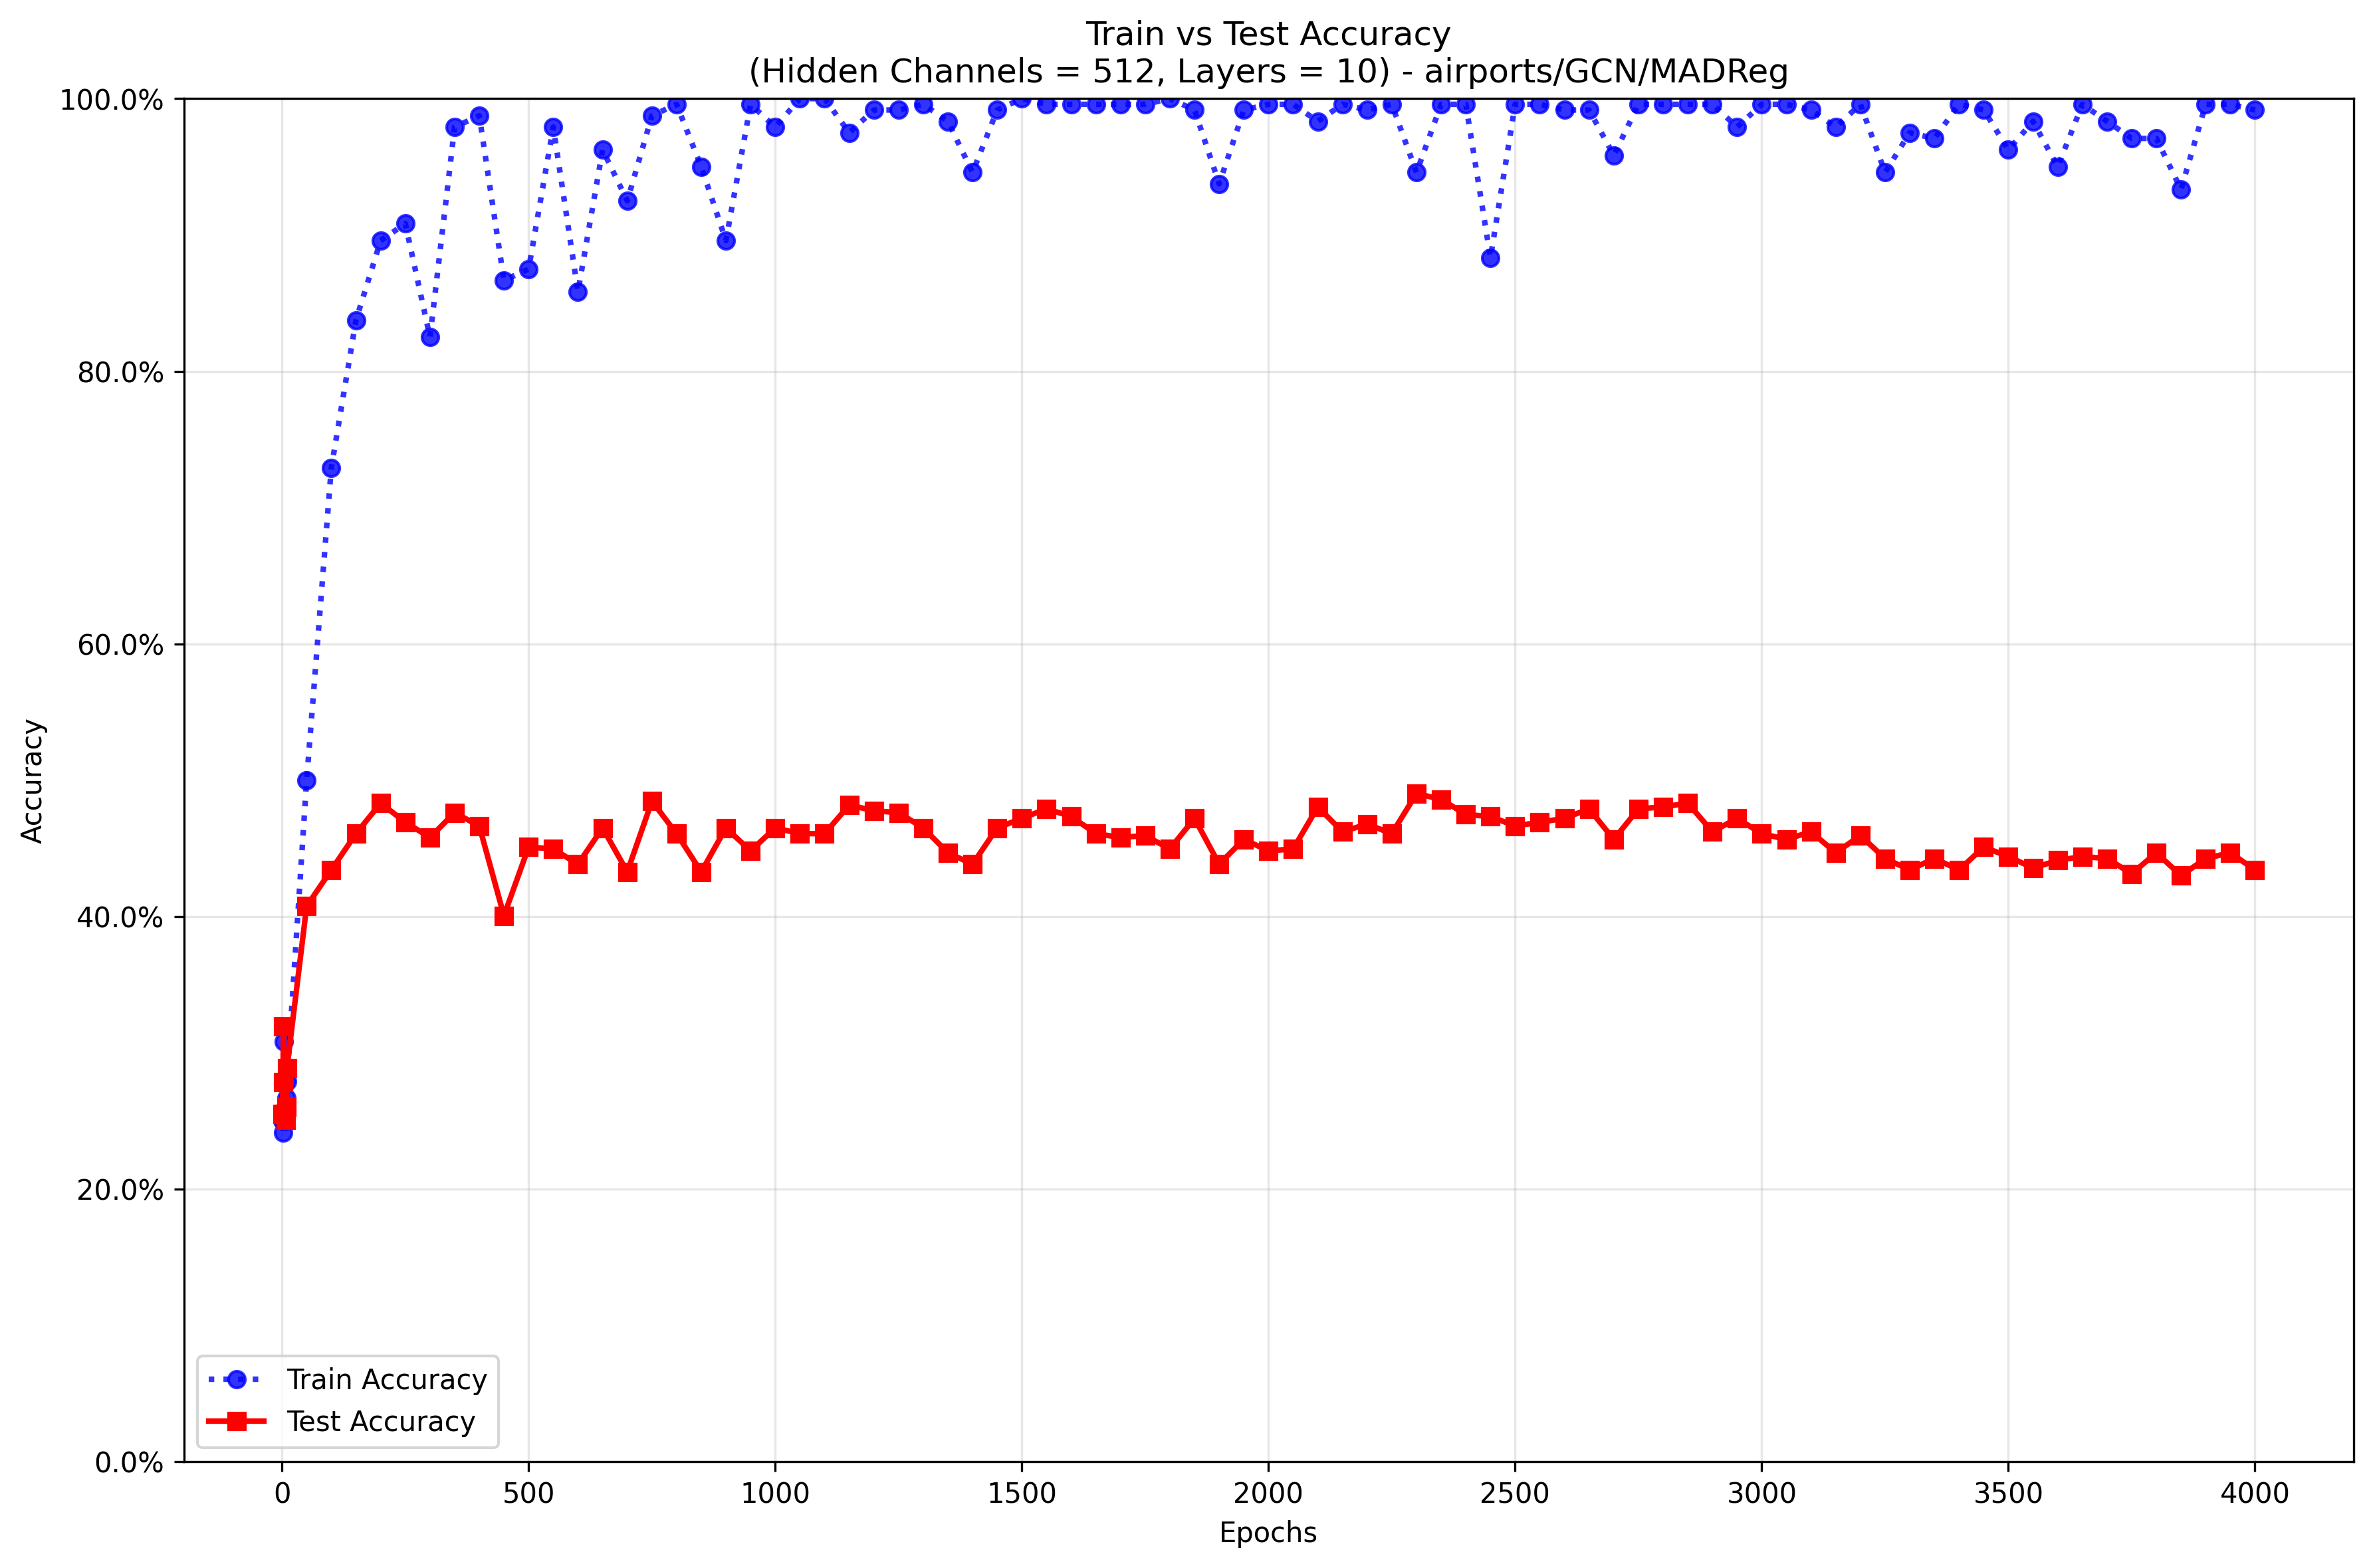 Train vs Test Accuracy
(Hidden Channels = 512, Layers = 10) - airports/GCN/MADReg
100.0%
80.0%
60.0%
40.0%
20.0%
0.0%
Accuracy
Train Accuracy
Test Accuracy
0
500
1000
1500
2000
2500
3000
3500
4000
Epochs